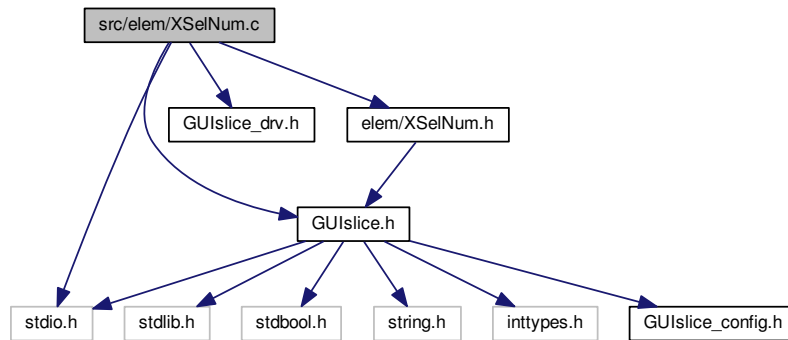 src/elem/XSelNum.c
GUIslice_drv.h
elem/XSelNum.h
GUIslice.h
stdio.h
stdlib.h
stdbool.h
string.h
inttypes.h
GUIslice_config.h